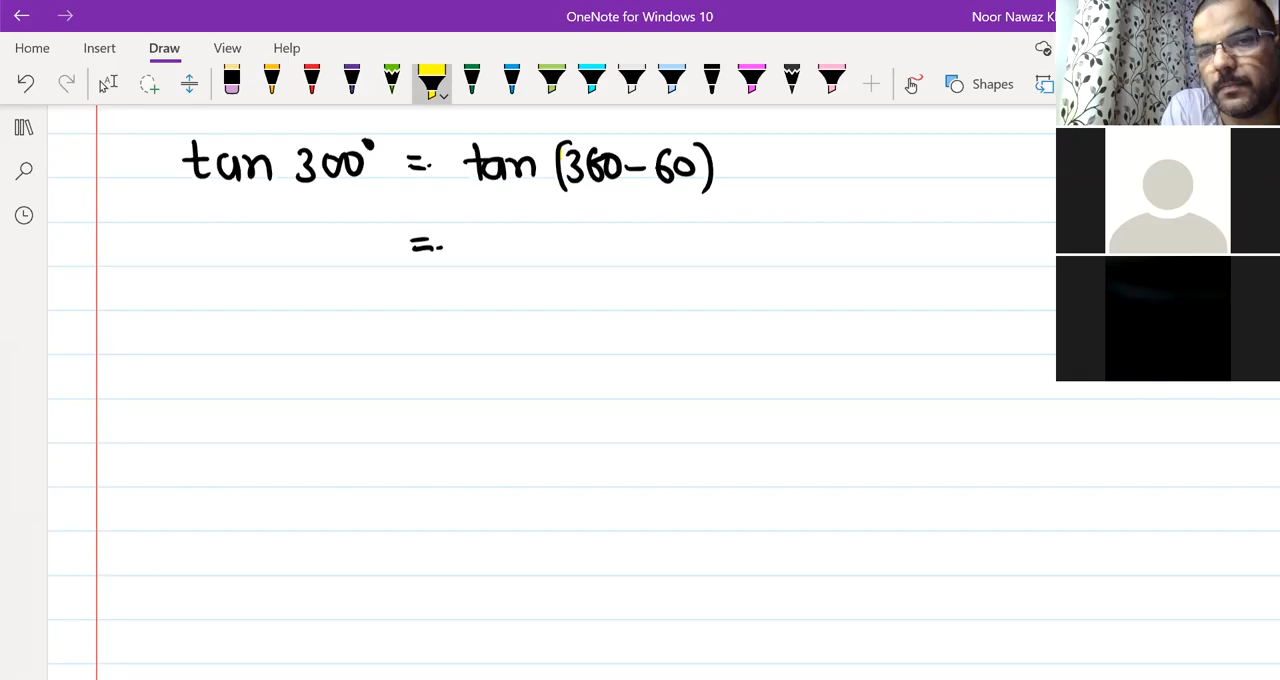 OneNote for Windows 10
Noor Nawaz K
Home Insert Draw View Help
Shapes
tan 300° = tan (360-60)
=